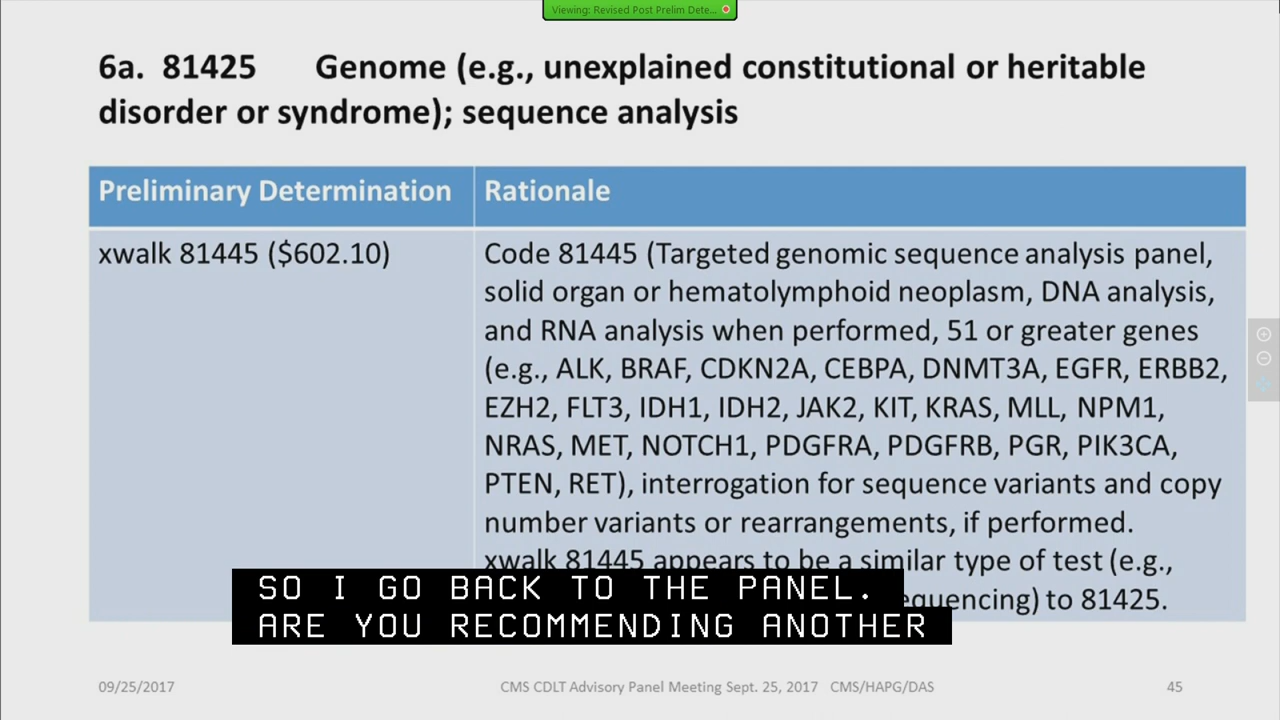 Viewing: Revised Post Prelim Dete...
6a. 81425 Genome (e.g., unexplained constitutional or heritable
disorder or syndrome); sequence analysis
Preliminary Determination
Rationale
xwalk 81445 ($602.10)
Code 81445 (Targeted genomic sequence analysis panel,
solid organ or hematolymphoid neoplasm, DNA analysis,
and RNA analysis when performed, 51 or greater genes
(e.g., ALK, BRAF, CDKN2A, CEBPA, DNMT3A, EGFR, ERBB2,
EZH2, FLT3, IDH1, IDH2, JAK2, KIT, KRAS, MLL, NPM1,
NRAS, MET, NOTCH1, PDGFRA, PDGFRB, PGR, PIK3CA,
PTEN, RET), interrogation for sequence variants and copy
number variants or rearrangements, if performed.
xwalk 81445 appears to be a similar type of test (e.g.,
equencing) to 81425.
SO I GO BACK TO THE PANEL.
ARE YOU RECOMMENDING ANOTHER
09/25/2017
CMS CDLT Advisory Panel Meeting Sept. 25, 2017 CMS/HAPG/DAS
45